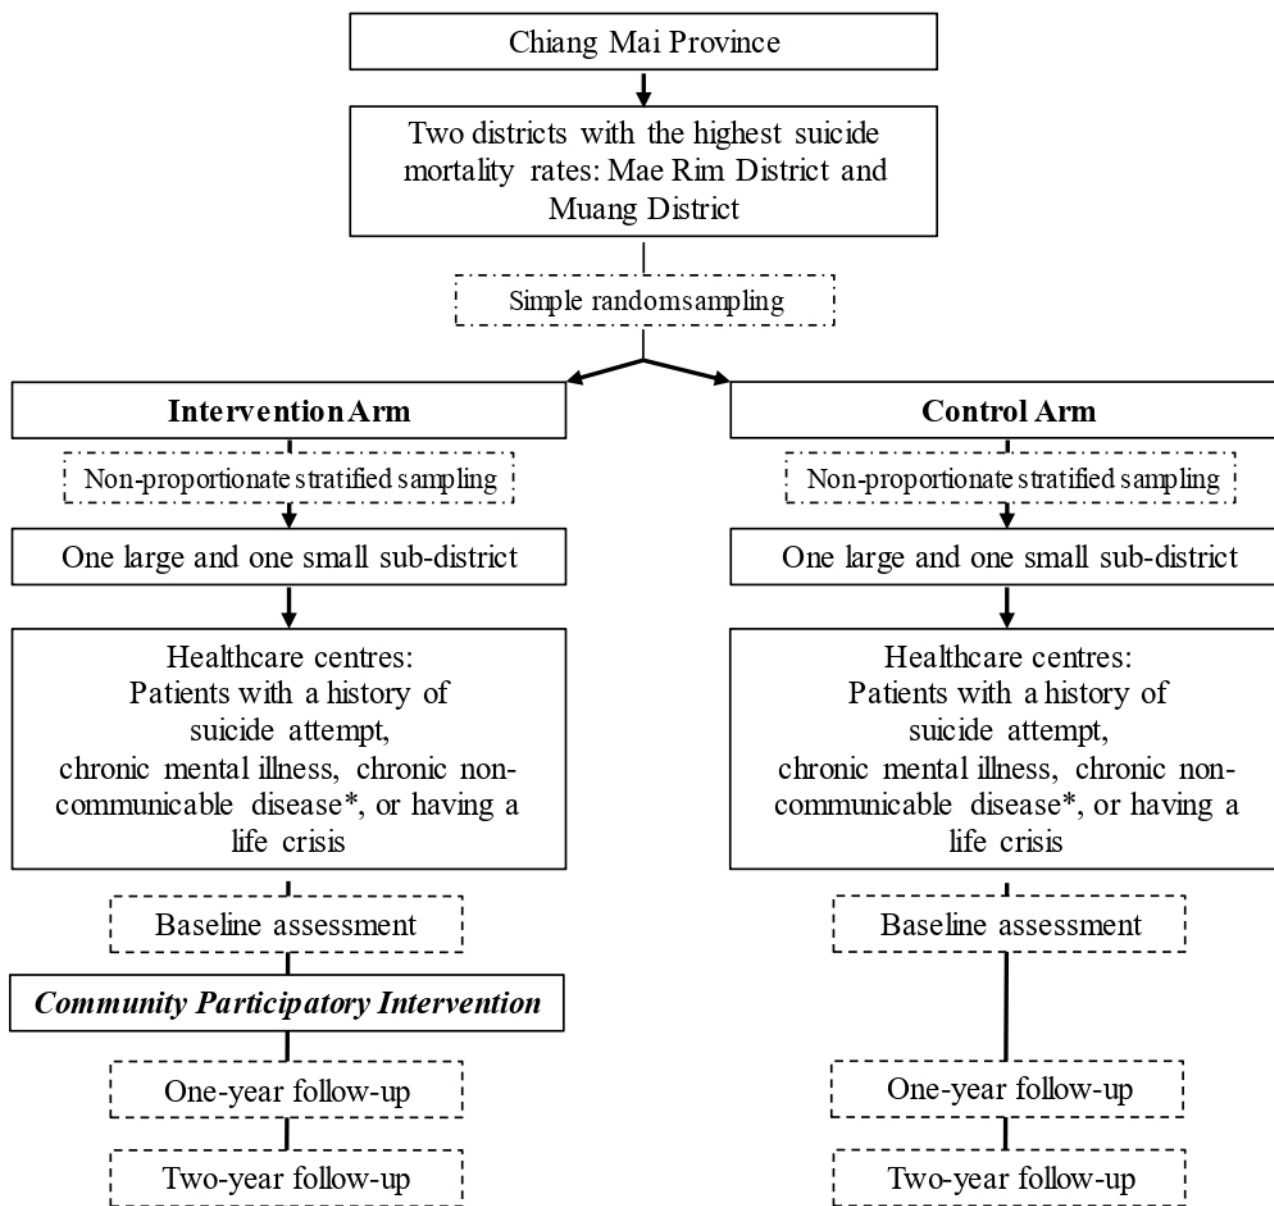 Chiang Mai Province
Two districts with the highest suicide
mortality rates: Mae Rim District and
Muang District
Simple random sampling
Intervention Arm
Non-proportionate stratified sampling
One large and one small sub-district
Healthcare centres:
Patients with a history of
suicide attempt,
chronic mental illness, chronic non-
communicable disease*, or having a
life crisis
Baseline assessment
Community Participatory Intervention
One-year follow-up
Two-year follow-up
Control Arm
Non-proportionate stratified sampling
One large and one small sub-district
Healthcare centres:
Patients with a history of
suicide attempt,
chronic mental illness, chronic non-
communicable disease*, or having a
life crisis
Baseline assessment
One-year follow-up
Two-year follow-up